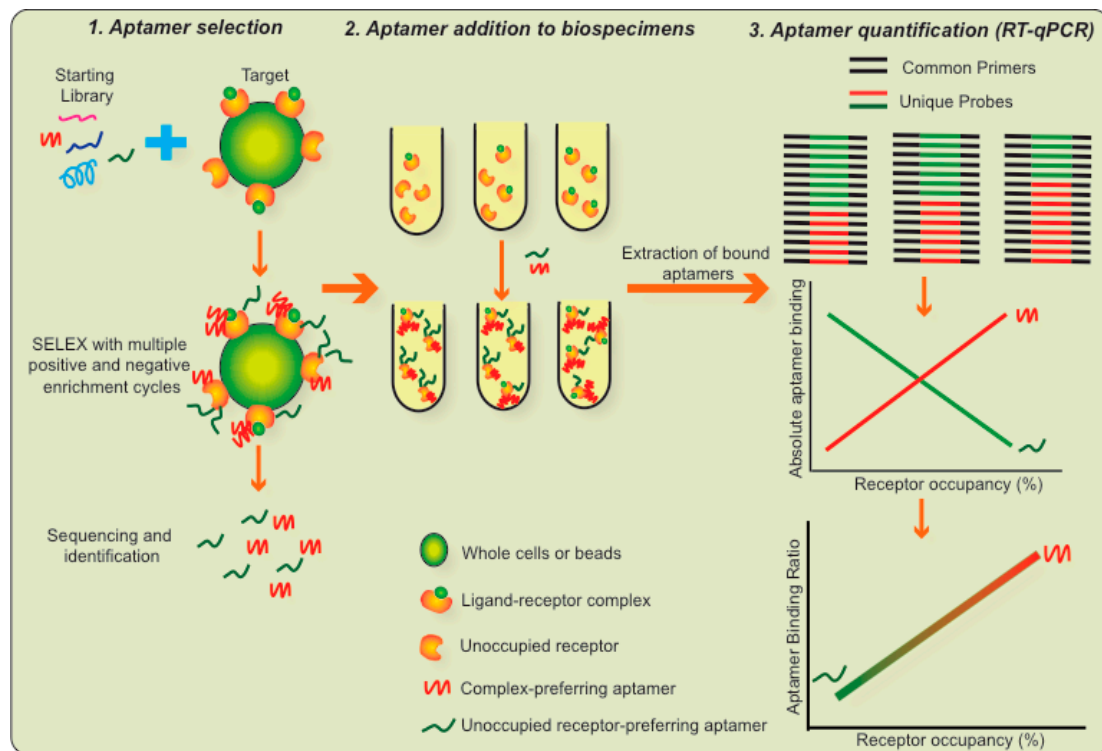 1. Aptamer selection
Starting
Library
Target
SELEX with multiple
positive and negative
enrichment cycles
Sequencing and
identification
2. Aptamer addition to biospecimens
Extraction of bound
aptamers
Whole cells or beads
Ligand-receptor complex
Unoccupied receptor
Complex-preferring aptamer
Unoccupied receptor-preferring aptamer
3. Aptamer quantification (RT-qPCR)
Common Primers
Unique Probes
Absolute aptamer binding
Receptor occupancy (%)
Aptamer Binding Ratio
Receptor occupancy (%)